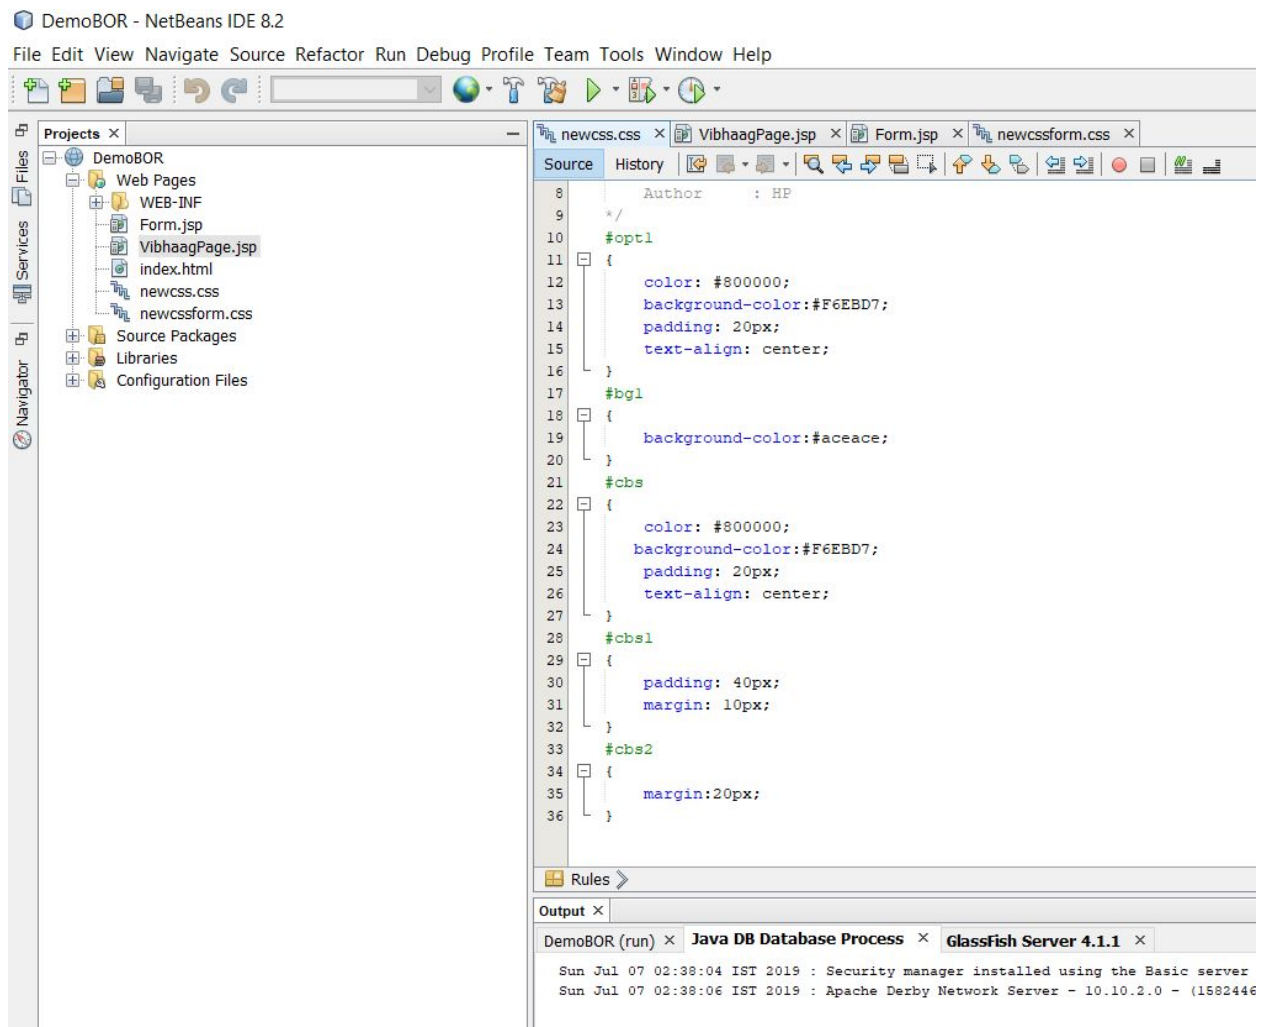 DemoBOR - NetBeans IDE 8.2
File Edit View Navigate Source Refactor Run Debug Profile Team Tools Window Help
Files
Services
Navigator
Projects
DemoBOR
Web Pages
WEB-INF
Form.jsp
VibhaagPage.jsp
index.html
newcss.css
newcssform.css
Source Packages
Libraries
Configuration Files
newcss.css VibhaagPage.jsp Form.jsp newcssform.css
Source History
8 Author : HP
9 */
10 #opt1
11 {
12 color: #800000;
13 background-color:#F6EBD7;
14 padding: 20px;
15 text-align: center;
16 }
17 #bg1
18 {
19 background-color:#aceace;
20 }
21 #cbs
22 {
23 color: #800000;
24 background-color:#F6EBD7;
25 padding: 20px;
26 text-align: center;
27 }
28 #cbs1
29 {
30 padding: 40px;
31 margin: 10px;
32 }
33 #cbs2
34 {
35 margin:20px;
36 }
Rules
Output
DemoBOR (run) Java DB Database Process GlassFish Server 4.1.1
Sun Jul 07 02:38:04 IST 2019 : Security manager installed using the Basic server
Sun Jul 07 02:38:06 IST 2019 : Apache Derby Network Server - 10.10.2.0 - (1582446